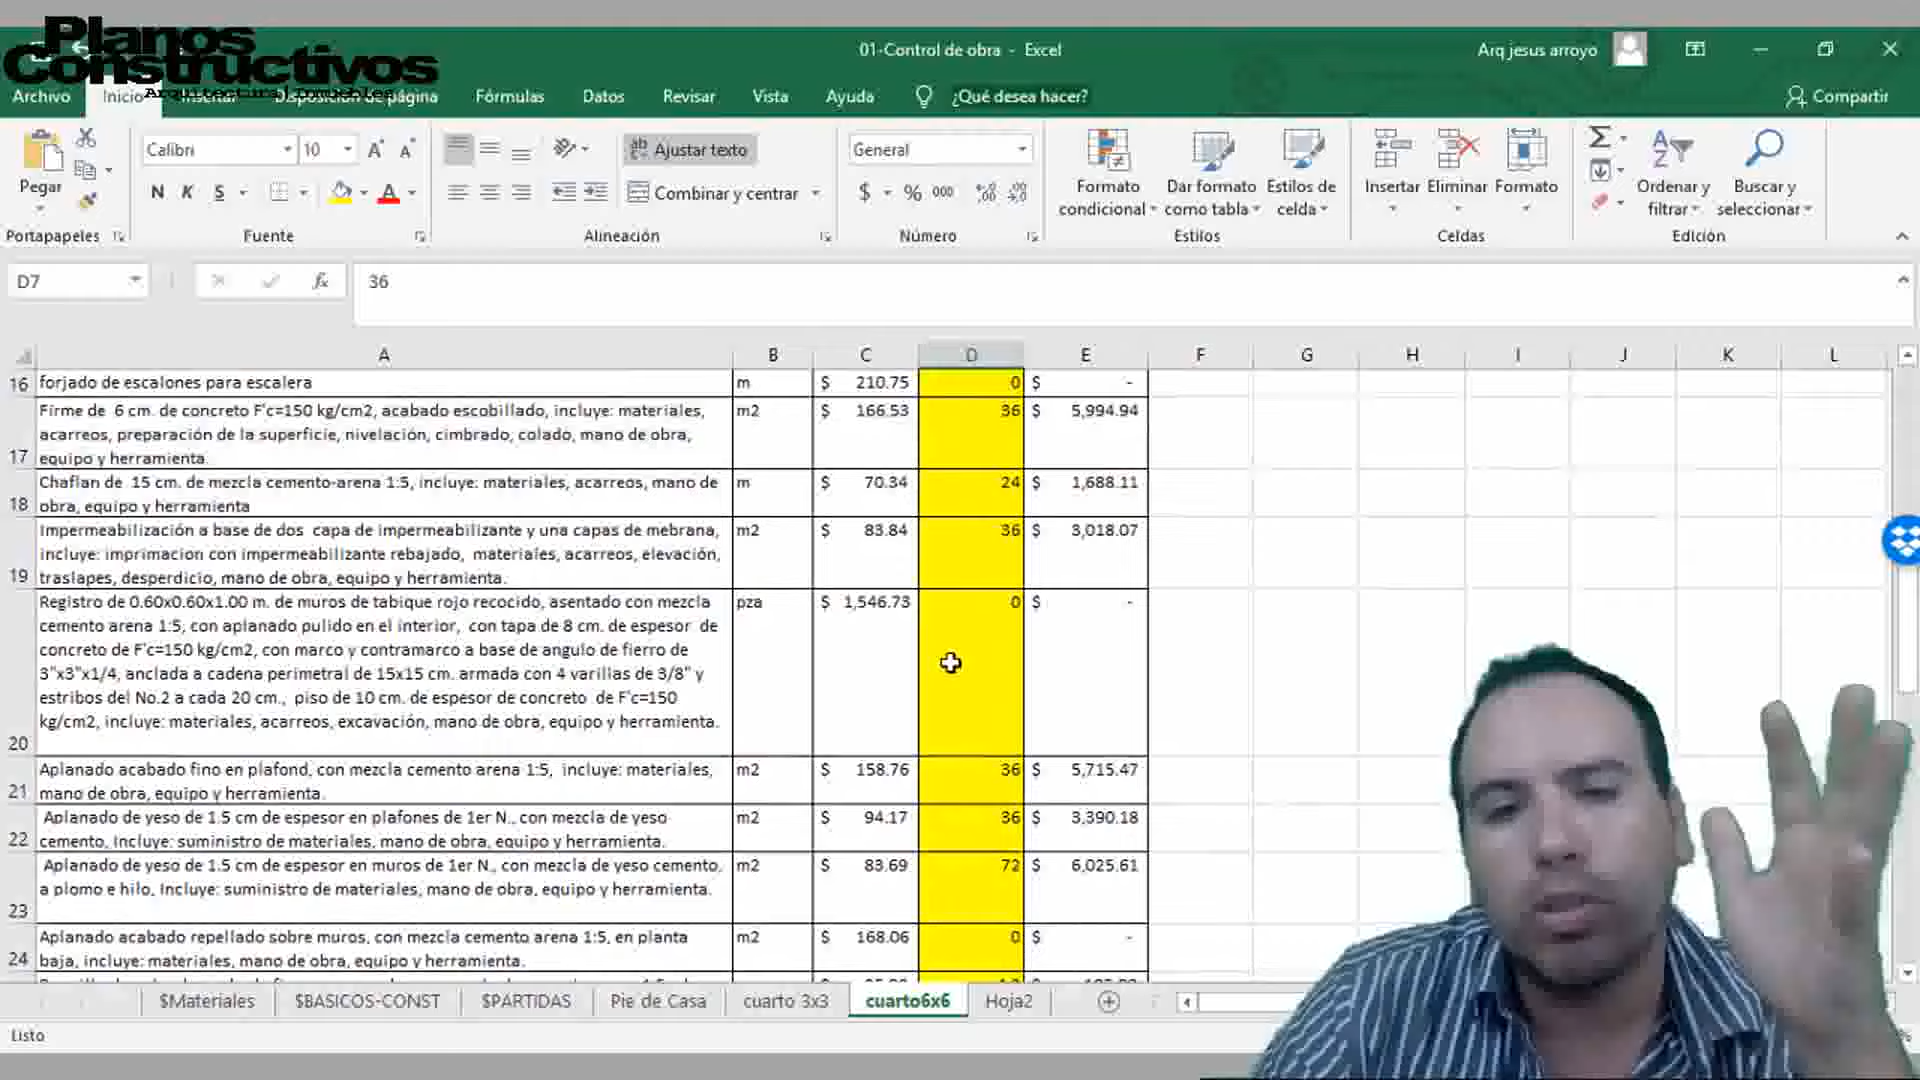 Planos
Constructivos
Arquitectura|Inmuebles
01-Control de obra - Excel
Arq jesus arroyo
Archivo Inicio Insertar Disposición de página Fórmulas Datos Revisar Vista Ayuda ¿Qué desea hacer? Compartir
Pegar
Portapapeles
Calibri 10
N K S
Fuente
Ajustar texto
Combinar y centrar
Alineación
General
$ % 000
Número
Formato condicional
Dar formato como tabla
Estilos de celda
Estilos
Insertar Eliminar Formato
Celdas
Ordenar y filtrar
Buscar y seleccionar
Edición
D7 fx 36
A B C D E F G H I J K L
16 forjado de escalones para escalera m $ 210.75 0 $ -
Firme de 6 cm. de concreto F'c=150 kg/cm2, acabado escobillado, incluye: materiales, m2 $ 166.53 36 $ 5,994.94
acarreos, preparación de la superficie, nivelación, cimbrado, colado, mano de obra,
17 equipo y herramienta.
Chaflan de 15 cm. de mezcla cemento-arena 1:5, incluye: materiales, acarreos, mano de m $ 70.34 24 $ 1,688.11
18 obra, equipo y herramienta
Impermeabilización a base de dos capa de impermeabilizante y una capas de mebrana, m2 $ 83.84 36 $ 3,018.07
incluye: imprimacion con impermeabilizante rebajado, materiales, acarreos, elevación,
19 traslapes, desperdicio, mano de obra, equipo y herramienta.
Registro de 0.60x0.60x1.00 m. de muros de tabique rojo recocido, asentado con mezcla pza $ 1,546.73 0 $ -
cemento arena 1:5, con aplanado pulido en el interior, con tapa de 8 cm. de espesor de
concreto de F'c=150 kg/cm2, con marco y contramarco a base de angulo de fierro de
3"x3"x1/4, anclada a cadena perimetral de 15x15 cm. armada con 4 varillas de 3/8" y
estribos del No.2 a cada 20 cm., piso de 10 cm. de espesor de concreto de F'c=150
kg/cm2, incluye: materiales, acarreos, excavación, mano de obra, equipo y herramienta.
20
Aplanado acabado fino en plafond, con mezcla cemento arena 1:5, incluye: materiales, m2 $ 158.76 36 $ 5,715.47
21 mano de obra, equipo y herramienta.
Aplanado de yeso de 1.5 cm de espesor en plafones de 1er N., con mezcla de yeso m2 $ 94.17 36 $ 3,390.18
22 cemento, Incluye: suministro de materiales, mano de obra, equipo y herramienta.
Aplanado de yeso de 1.5 cm de espesor en muros de 1er N., con mezcla de yeso cemento, m2 $ 83.69 72 $ 6,025.61
a plomo e hilo, Incluye: suministro de materiales, mano de obra, equipo y herramienta.
23
Aplanado acabado repellado sobre muros, con mezcla cemento arena 1:5, en planta m2 $ 168.06 0 $ -
24 baja, incluye: materiales, mano de obra, equipo y herramienta.
$Materiales $BASICOS-CONST $PARTIDAS Pie de Casa cuarto 3x3 cuarto6x6 Hoja2
Listo